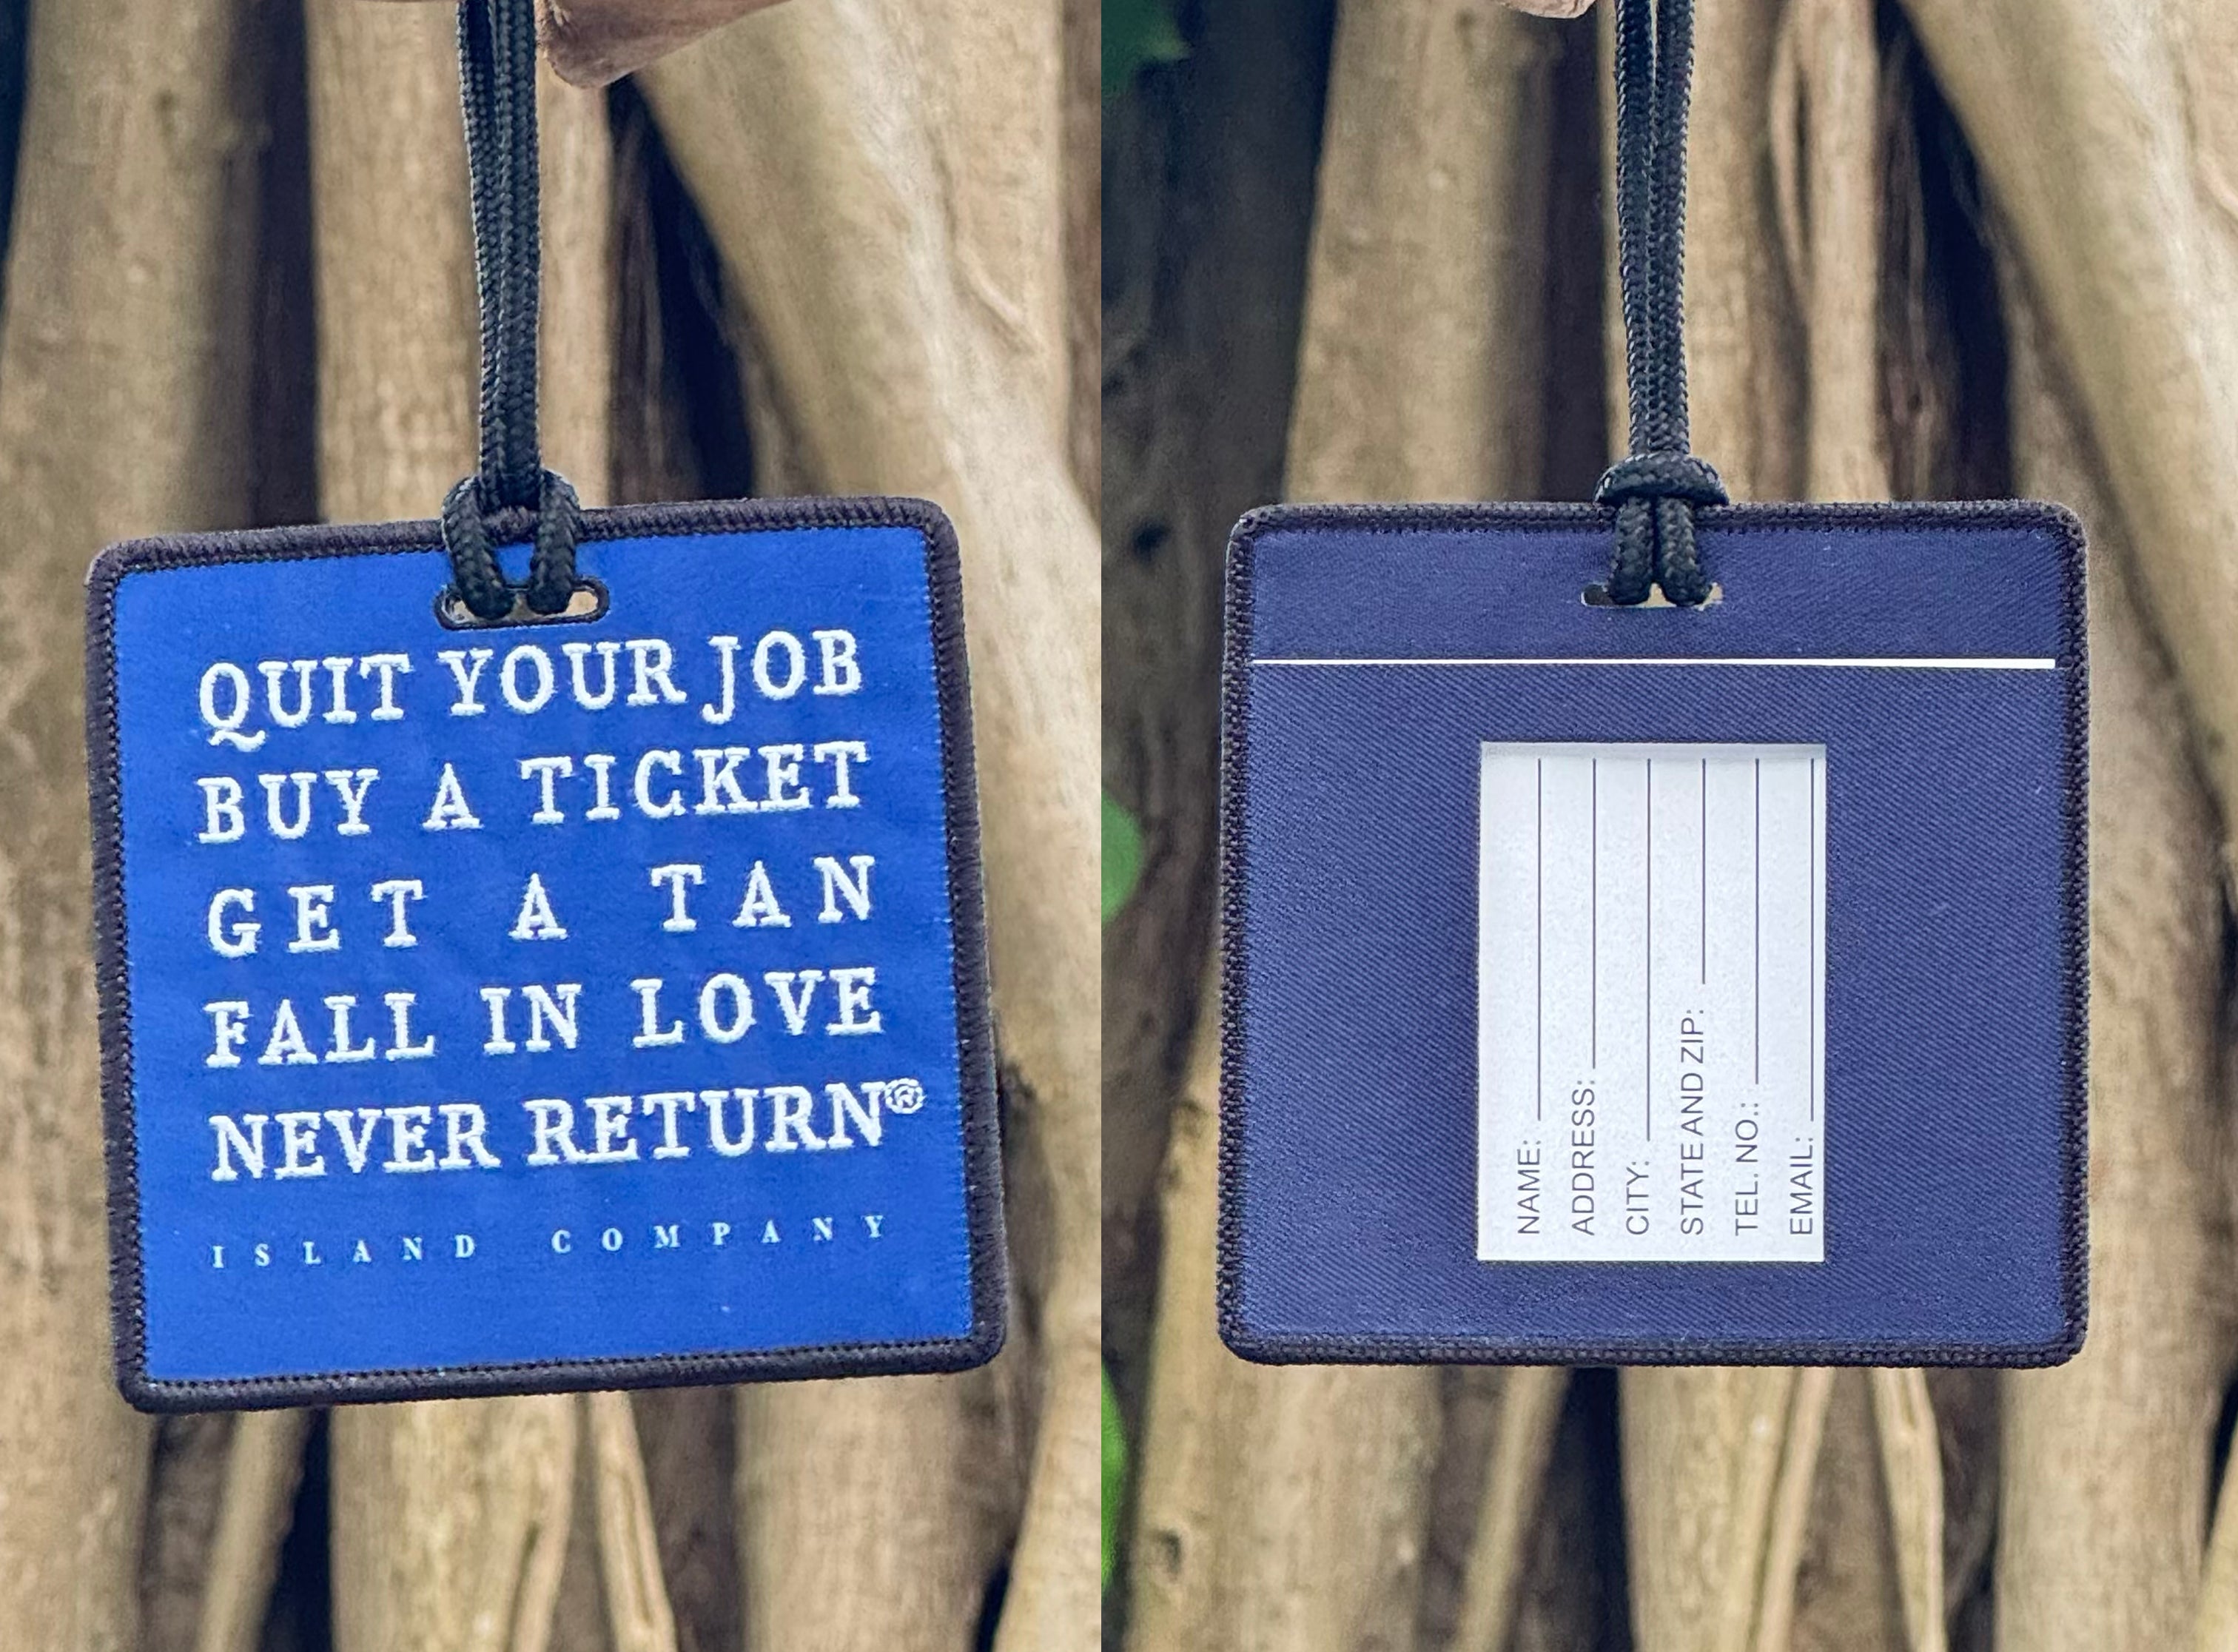 QUIT YOUR JOB
BUY A TICKET
GET A TAN
FALL IN LOVE
NEVER RETURN®
ISLAND COMPANY
NAME:
ADDRESS:
CITY:
STATE AND ZIP:
TEL. NO.:
EMAIL: